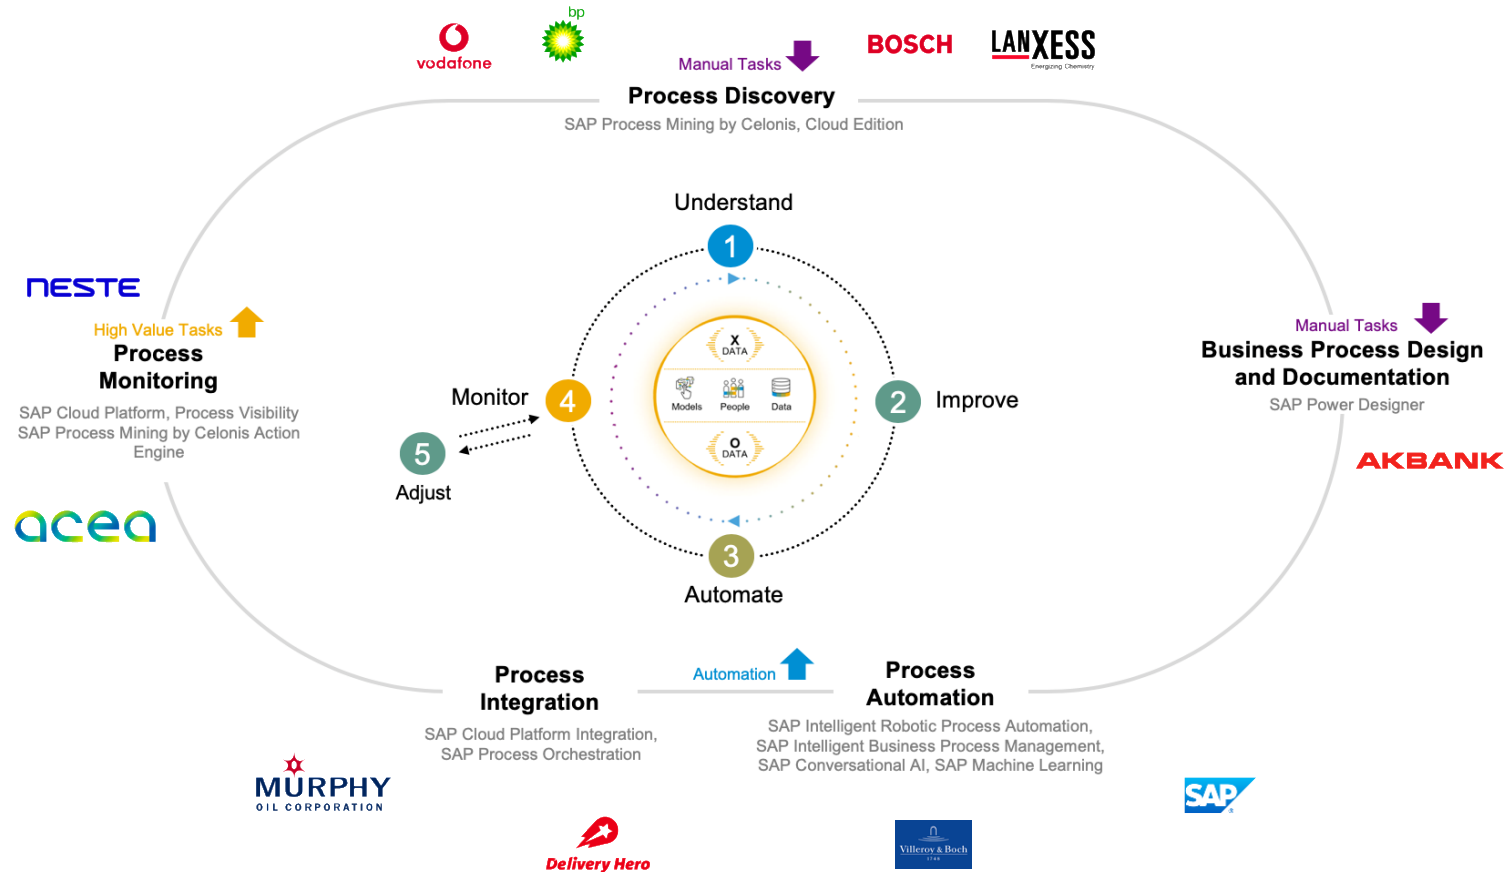 bp
vodafone
Manual Tasks
BOSCH
LANXESS
Energizing Chemistry
Process Discovery
SAP Process Mining by Celonis, Cloud Edition
Understand
1
NESTE
High Value Tasks
Process
Monitoring
SAP Cloud Platform, Process Visibility
SAP Process Mining by Celonis Action
Engine
acea
Monitor
4
5
Adjust
X
DATA
Models
People
Data
O
DATA
2
Improve
3
Automate
Manual Tasks
Business Process Design
and Documentation
SAP Power Designer
AKBANK
Process
Integration
SAP Cloud Platform Integration,
SAP Process Orchestration
Automation
Process
Automation
SAP Intelligent Robotic Process Automation,
SAP Intelligent Business Process Management,
SAP Conversational AI, SAP Machine Learning
MURPHY
OIL CORPORATION
Delivery Hero
Villeroy & Boch
1748
SAP
®